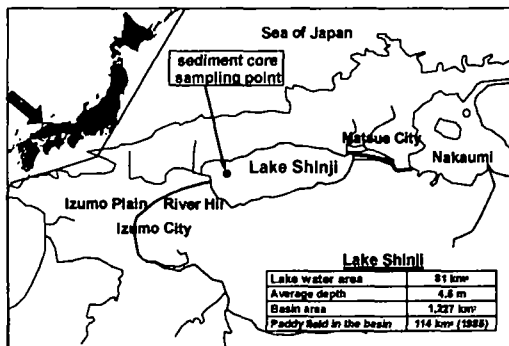 Sea of Japan
sediment core
sampling point
Matsue City
Nakaumi
Lake Shinji
Izumo Plain River Hii
Izumo City
Lake Shinji
Lake water area 81 km²
Average depth 4.5 m
Basin area 1,227 km²
Paddy field in the basin 114 km² (1985)